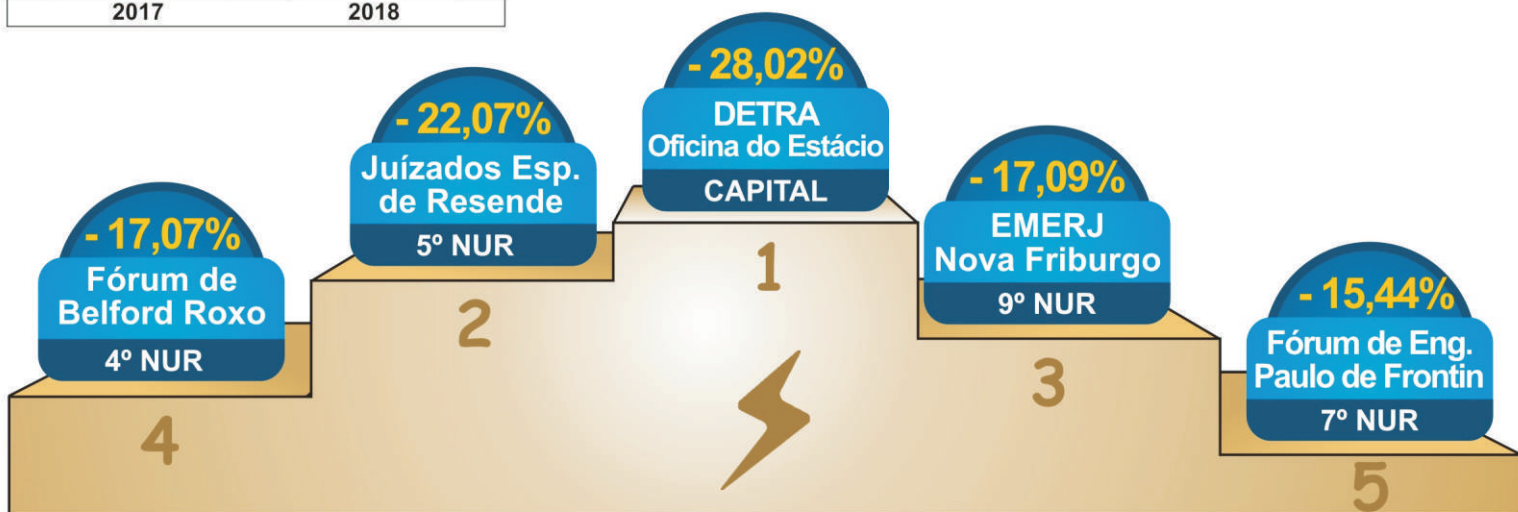 2017
2018
- 28,02%
DETRA
Oficina do Estácio
CAPITAL
1
- 22,07%
Juízados Esp.
de Resende
5º NUR
2
- 17,09%
EMERJ
Nova Friburgo
9º NUR
3
- 17,07%
Fórum de
Belford Roxo
4º NUR
4
- 15,44%
Fórum de Eng.
Paulo de Frontin
7º NUR
5